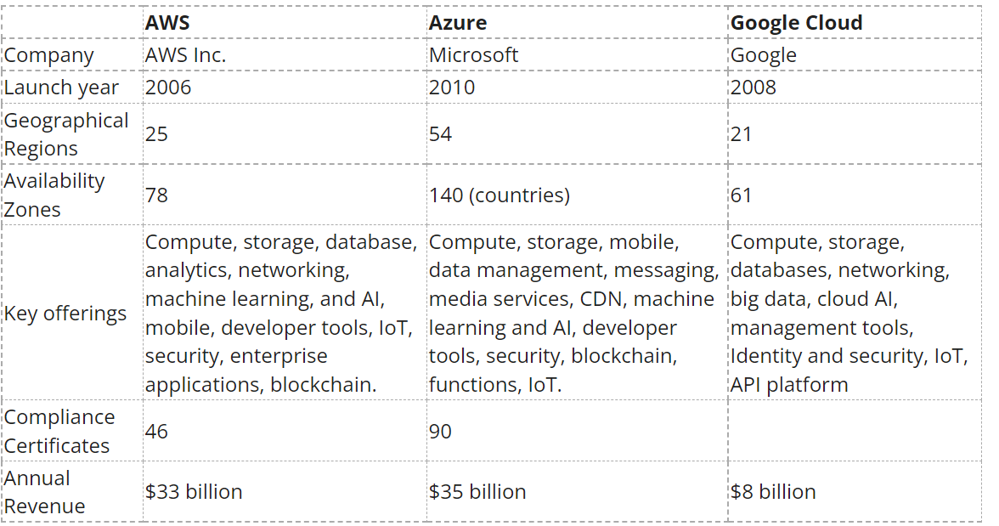 AWS Azure Google Cloud
Company AWS Inc. Microsoft Google
Launch year 2006 2010 2008
Geographical
Regions
25 54 21
Availability
Zones
78 140 (countries) 61
Key offerings
Compute, storage, database,
analytics, networking,
machine learning, and AI,
mobile, developer tools, IoT,
security, enterprise
applications, blockchain.
Compute, storage, mobile,
data management, messaging,
media services, CDN, machine
learning and AI, developer
tools, security, blockchain,
functions, IoT.
Compute, storage,
databases, networking,
big data, cloud AI,
management tools,
Identity and security, IoT,
API platform
Compliance
Certificates
46 90
Annual
Revenue
$33 billion $35 billion $8 billion